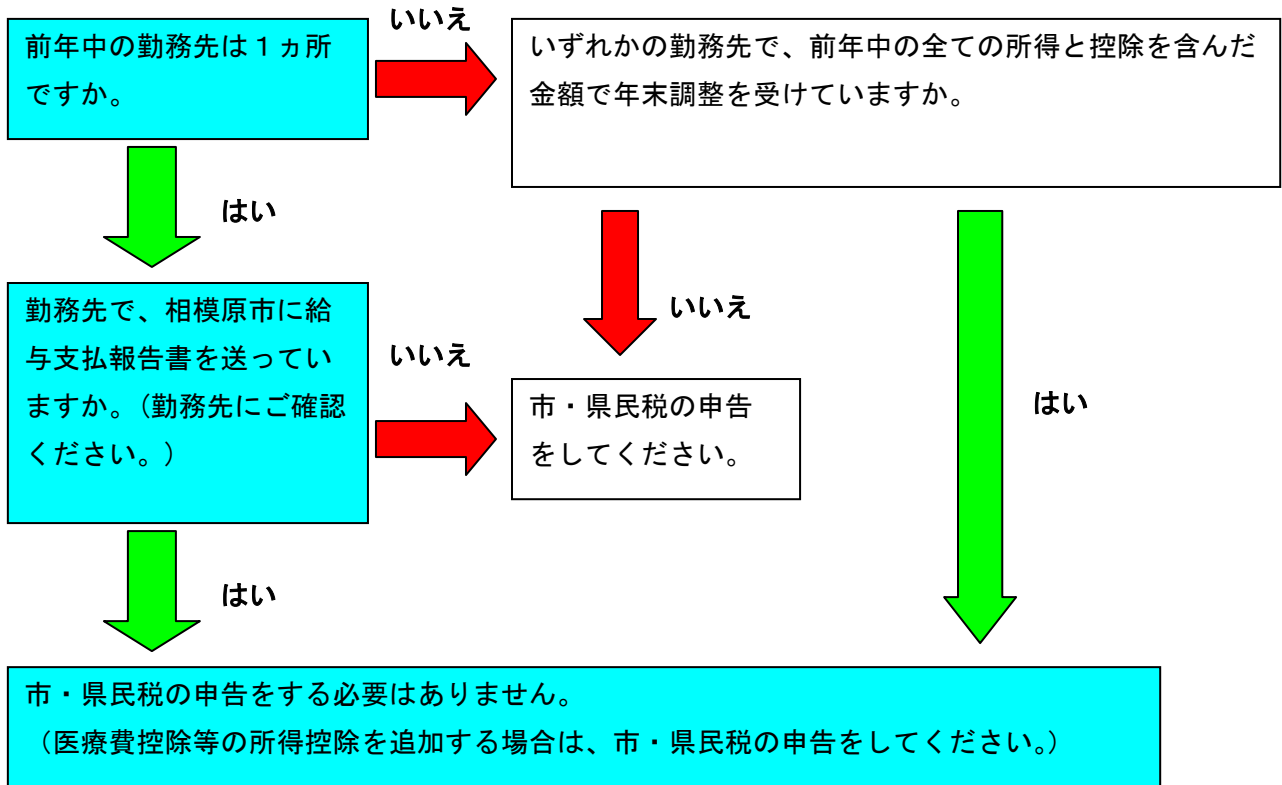 前年中の勤務先は１ヵ所
ですか。
いいえ
いずれかの勤務先で、前年中の全ての所得と控除を含んだ
金額で年末調整を受けていますか。
はい
勤務先で、相模原市に給
与支払報告書を送ってい
ますか。（勤務先にご確認
ください。）
いいえ
いいえ
市・県民税の申告
をしてください。
はい
はい
市・県民税の申告をする必要はありません。
（医療費控除等の所得控除を追加する場合は、市・県民税の申告をしてください。）